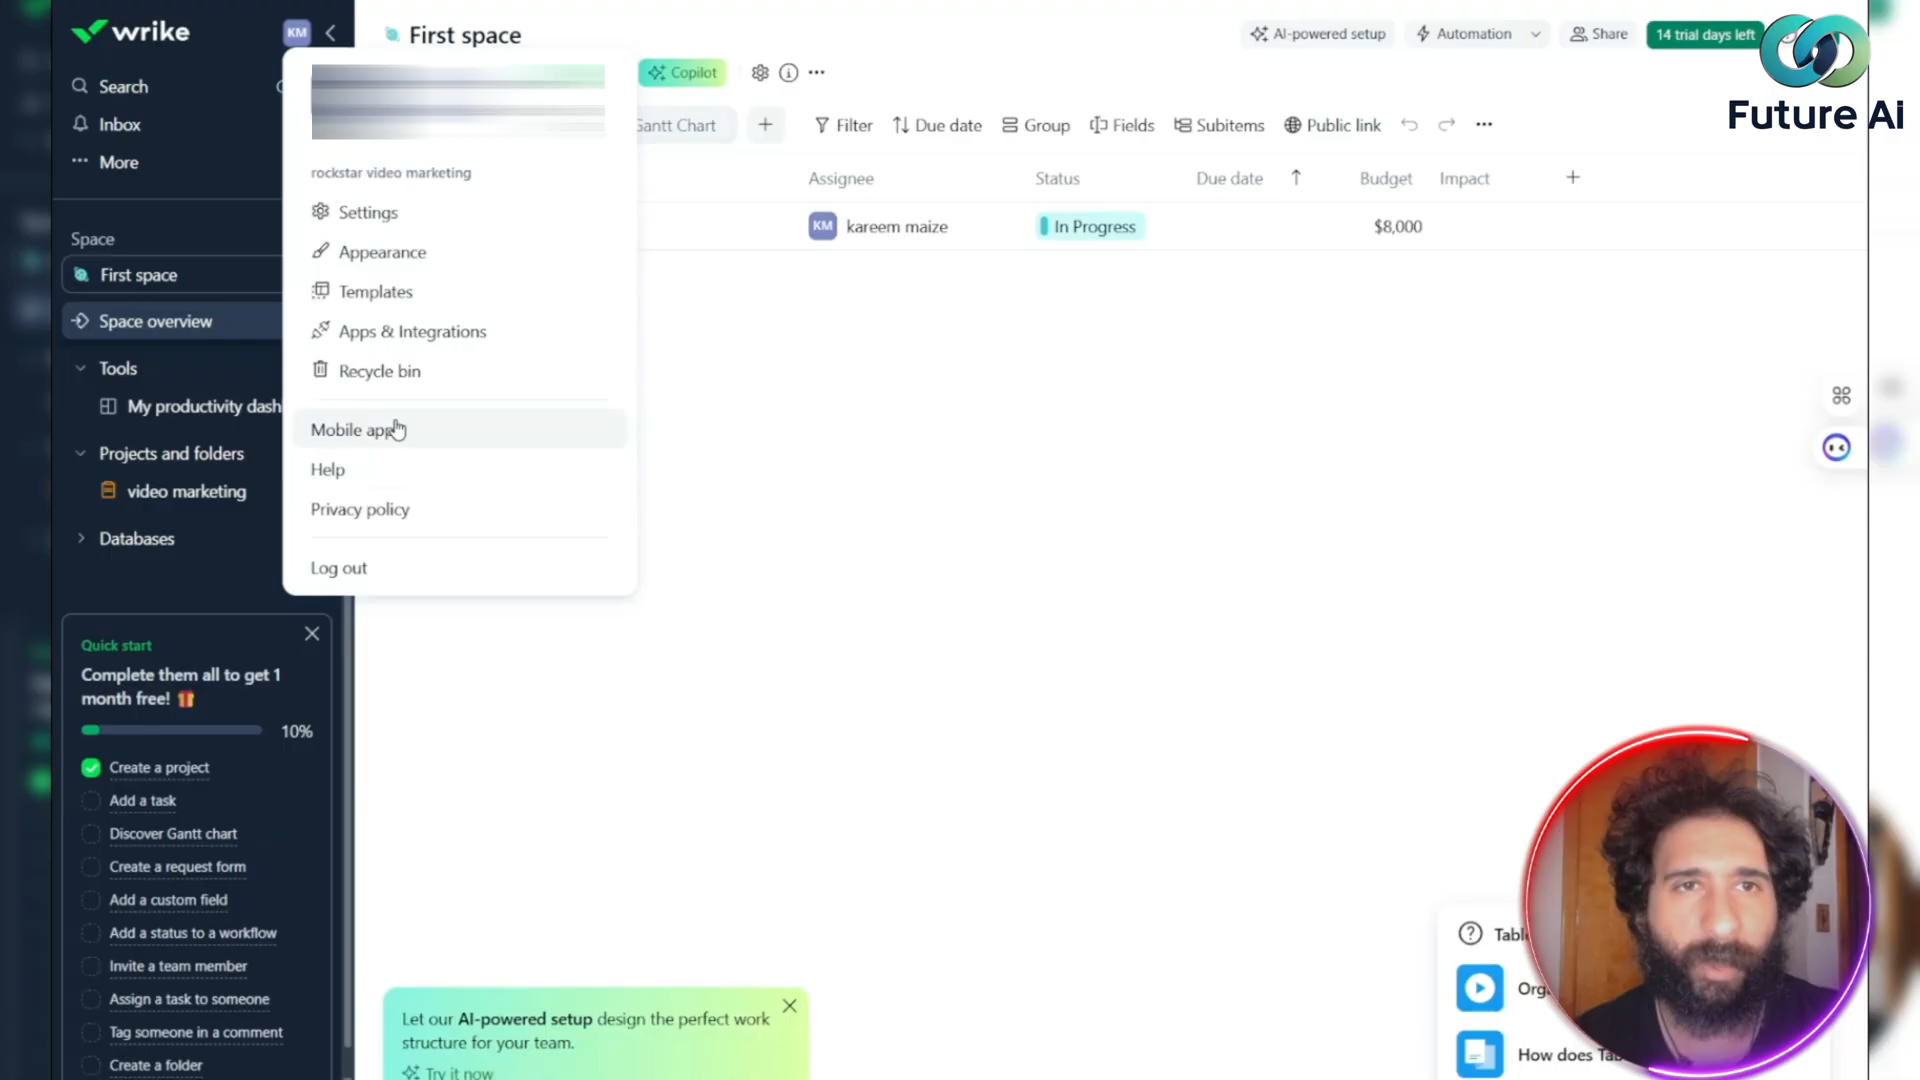 wrike
KM
First space
AI-powered setup
Automation
Share
14 trial days left
Future Ai
Search
Inbox
More
Copilot
Gantt Chart
Filter
Due date
Group
Fields
Subitems
Public link
rockstar video marketing
Settings
Appearance
Templates
Apps & Integrations
Recycle bin
Mobile app
Help
Privacy policy
Log out
Assignee
Status
Due date
Budget
Impact
KM
kareem maize
In Progress
$8,000
Space
First space
Space overview
Tools
My productivity dash
Projects and folders
video marketing
Databases
Quick start
Complete them all to get 1
month free!
10%
Create a project
Add a task
Discover Gantt chart
Create a request form
Add a custom field
Add a status to a workflow
Invite a team member
Assign a task to someone
Tag someone in a comment
Create a folder
Let our AI-powered setup design the perfect work
structure for your team.
Try it now
How does